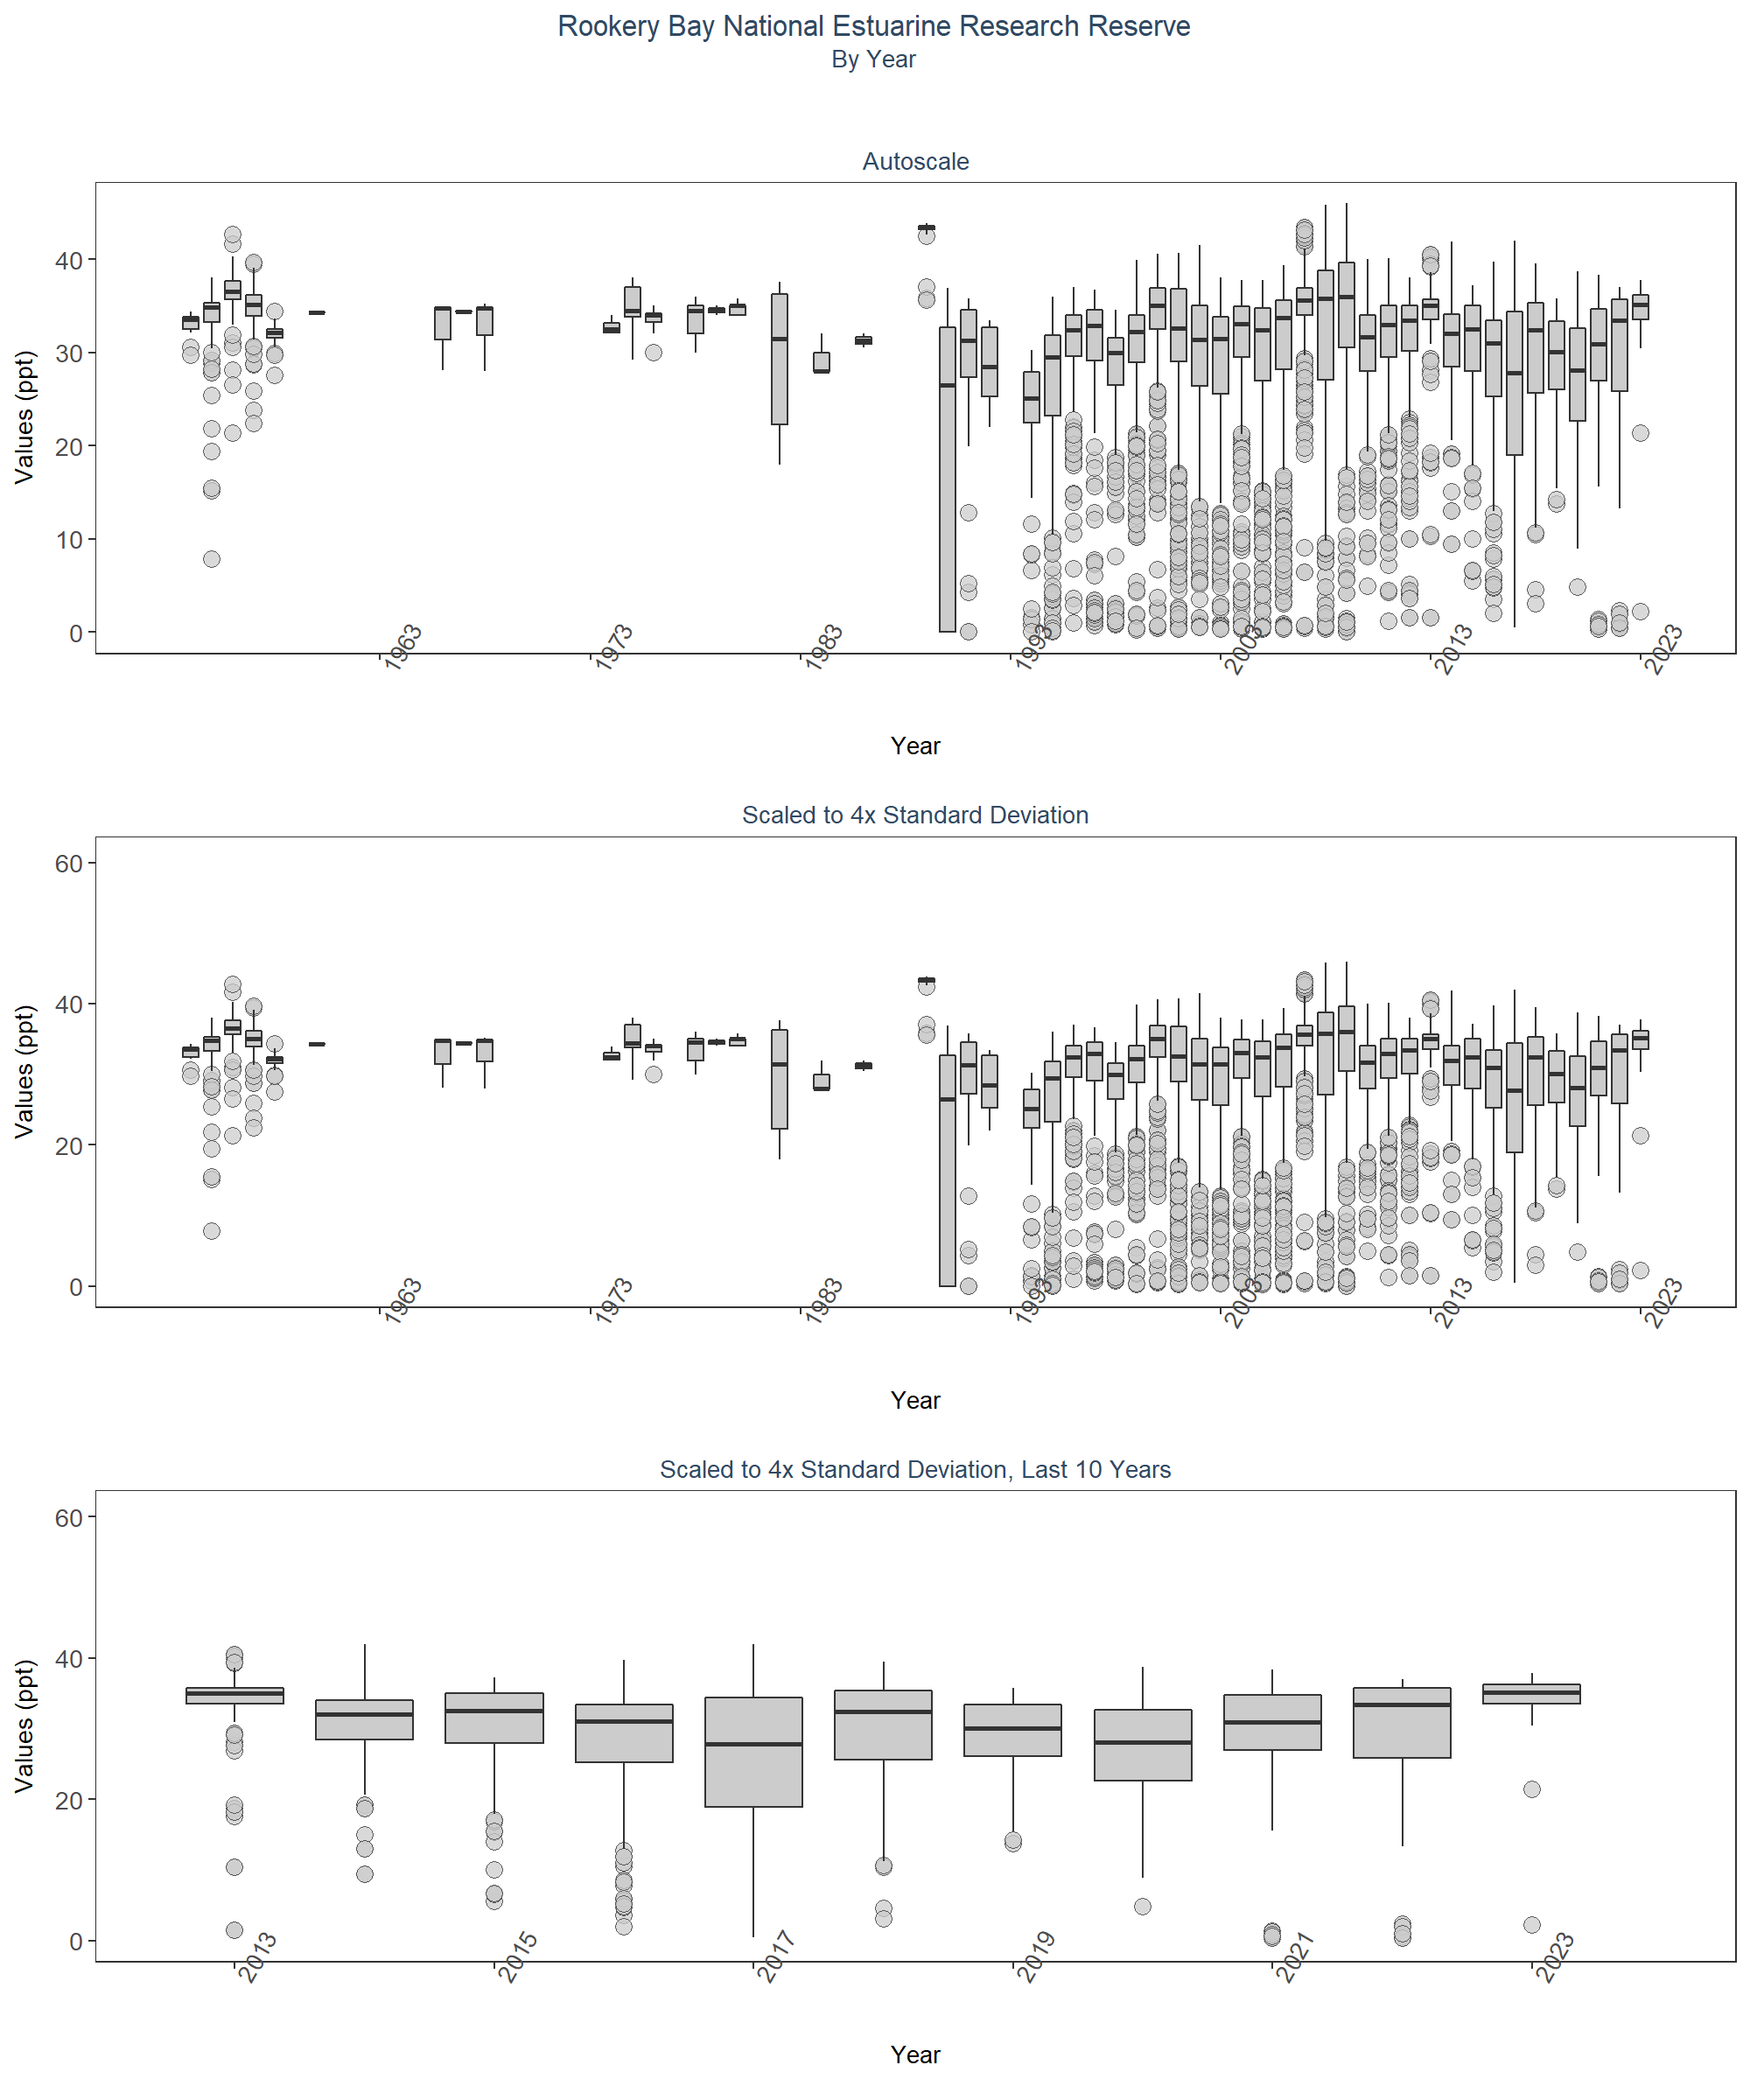 Rookery Bay National Estuarine Research Reserve
By Year
Autoscale
Values (ppt)
40
30
20
10
0
1963 1973 1983 1993 2003 2013 2023
Year
Scaled to 4x Standard Deviation
Values (ppt)
60
40
20
0
1963 1973 1983 1993 2003 2013 2023
Year
Scaled to 4x Standard Deviation, Last 10 Years
Values (ppt)
60
40
20
0
2013 2015 2017 2019 2021 2023
Year